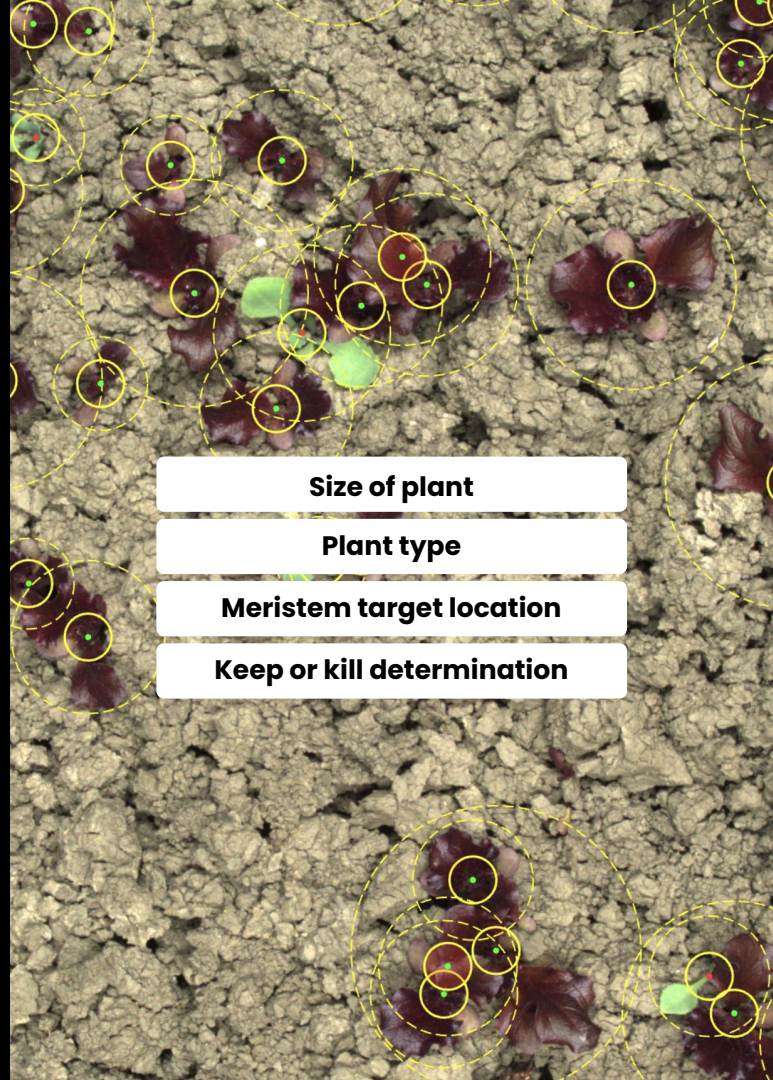 Size of plant
Plant type
Meristem target location
Keep or kill determination